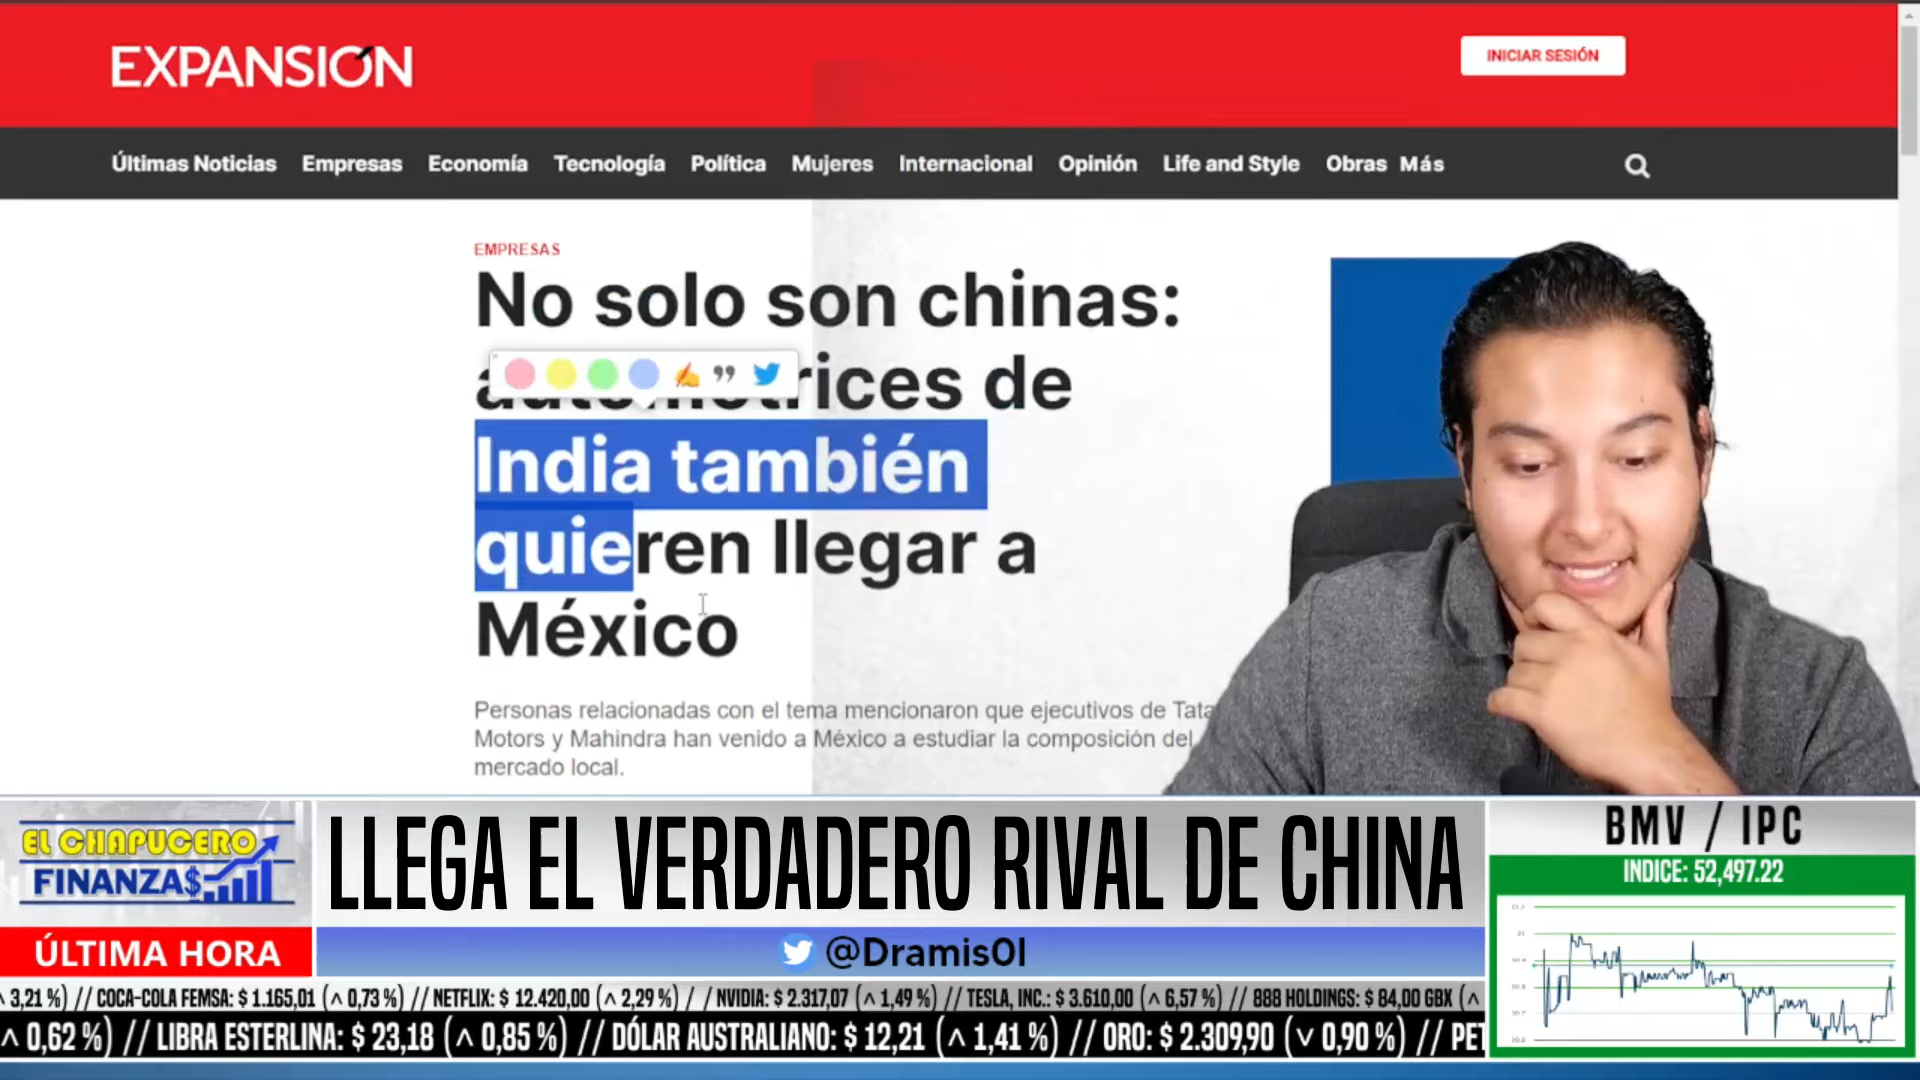 EXPANSIÓN
INICIAR SESIÓN
Últimas Noticias Empresas Economía Tecnología Política Mujeres Internacional Opinión Life and Style Obras Más
EMPRESAS
No solo son chinas:
automotrices de
India también
quieren llegar a
México
Personas relacionadas con el tema mencionaron que ejecutivos de Tata
Motors y Mahindra han venido a México a estudiar la composición del
mercado local.
EL CHAPUCERO
FINANZA$
LLEGA EL VERDADERO RIVAL DE CHINA
BMV / IPC
INDICE: 52,497.22
ÚLTIMA HORA
@Dramis0l
3,21 %) // COCA-COLA FEMSA: $ 1.165,01 (^ 0,73 %) // NETFLIX: $ 12.420,00 (^ 2,29 %) / / NVIDIA: $ 2.317,07 (^ 1,49 %) // TESLA, INC.: $ 3.610,00 (^ 6,57 %) // 888 HOLDINGS: $ 84,00 GBX (^
^ 0,62 %) // LIBRA ESTERLINA: $ 23,18 (^ 0,85 %) // DÓLAR AUSTRALIANO: $ 12,21 (^ 1,41 %) // ORO: $ 2.309,90 (v 0,90 %) // PET